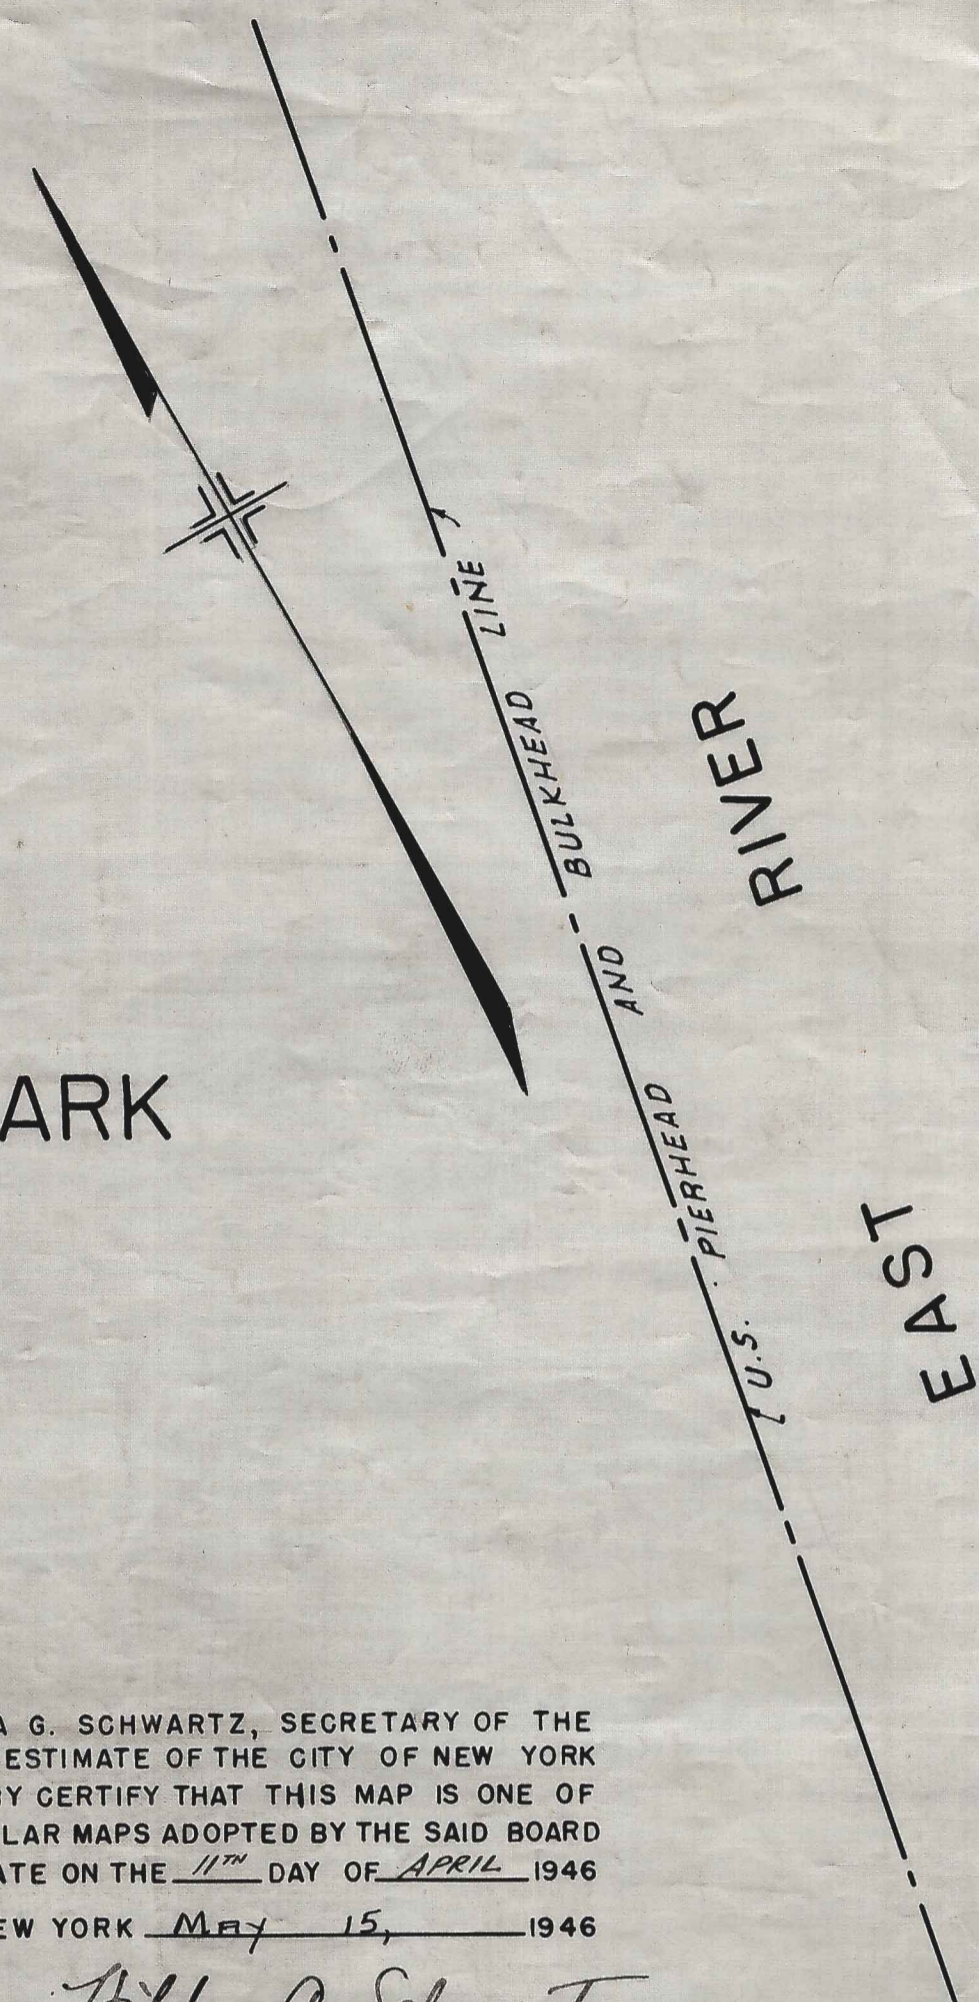 U.S. PIERHEAD AND BULKHEAD LINE
EAST RIVER
ARK
A G. SCHWARTZ, SECRETARY OF THE
ESTIMATE OF THE CITY OF NEW YORK
BY CERTIFY THAT THIS MAP IS ONE OF
LAR MAPS ADOPTED BY THE SAID BOARD
ATE ON THE 11TH DAY OF APRIL 1946
EW YORK May 15, 1946